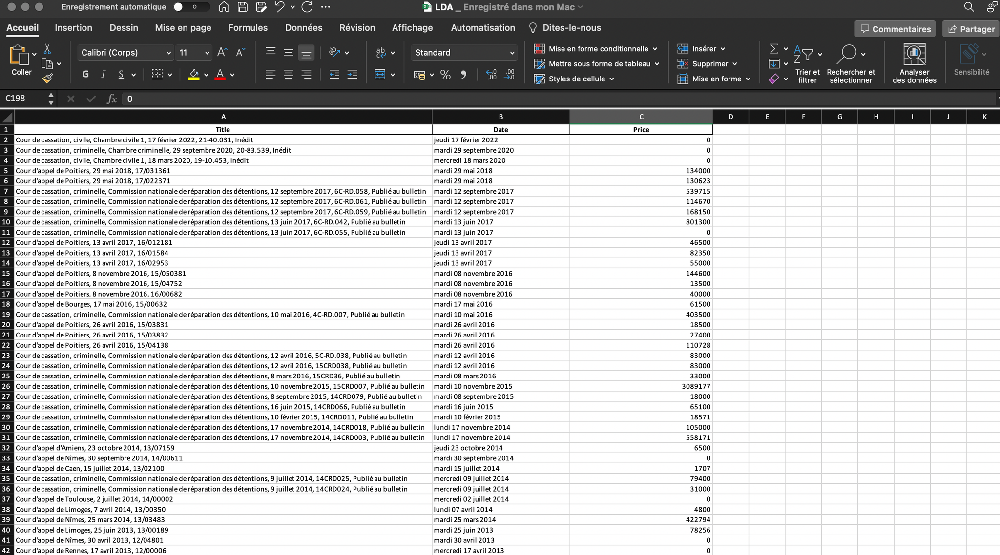 Enregistrement automatique
LDA _ Enregistré dans mon Mac
Accueil Insertion Dessin Mise en page Formules Données Révision Affichage Automatisation Dites-le-nous Commentaires Partager
Coller Calibri (Corps) 11 Standard Mise en forme conditionnelle Insérer
Mettre sous forme de tableau Supprimer
G I S Styles de cellule Mise en forme
Trier et filtrer Rechercher et sélectionner Analyser des données Sensibilité
C198 fx 0
A B C D E F G H I J K
1 Title Date Price
2 Cour de cassation, civile, Chambre civile 1, 17 février 2022, 21-40.031, Inédit jeudi 17 février 2022 0
3 Cour de cassation, criminelle, Chambre criminelle, 29 septembre 2020, 20-83.539, Inédit mardi 29 septembre 2020 0
4 Cour de cassation, civile, Chambre civile 1, 18 mars 2020, 19-10.453, Inédit mercredi 18 mars 2020 0
5 Cour d'appel de Poitiers, 29 mai 2018, 17/031361 mardi 29 mai 2018 134000
6 Cour d'appel de Poitiers, 29 mai 2018, 17/022371 mardi 29 mai 2018 130623
7 Cour de cassation, criminelle, Commission nationale de réparation des détentions, 12 septembre 2017, 6C-RD.058, Publié au bulletin mardi 12 septembre 2017 539715
8 Cour de cassation, criminelle, Commission nationale de réparation des détentions, 12 septembre 2017, 6C-RD.061, Publié au bulletin mardi 12 septembre 2017 114670
9 Cour de cassation, criminelle, Commission nationale de réparation des détentions, 12 septembre 2017, 6C-RD.059, Publié au bulletin mardi 12 septembre 2017 168150
10 Cour de cassation, criminelle, Commission nationale de réparation des détentions, 13 juin 2017, 6C-RD.042, Publié au bulletin mardi 13 juin 2017 801300
11 Cour de cassation, criminelle, Commission nationale de réparation des détentions, 13 juin 2017, 6C-RD.055, Publié au bulletin mardi 13 juin 2017 0
12 Cour d'appel de Poitiers, 13 avril 2017, 16/012181 jeudi 13 avril 2017 46500
13 Cour d'appel de Poitiers, 13 avril 2017, 16/01584 jeudi 13 avril 2017 82350
14 Cour d'appel de Poitiers, 13 avril 2017, 16/02953 jeudi 13 avril 2017 55000
15 Cour d'appel de Poitiers, 8 novembre 2016, 15/050381 mardi 08 novembre 2016 144600
16 Cour d'appel de Poitiers, 8 novembre 2016, 15/04752 mardi 08 novembre 2016 13500
17 Cour d'appel de Poitiers, 8 novembre 2016, 16/00682 mardi 08 novembre 2016 40000
18 Cour d'appel de Bourges, 17 mai 2016, 15/00632 mardi 17 mai 2016 61500
19 Cour de cassation, criminelle, Commission nationale de réparation des détentions, 10 mai 2016, 4C-RD.007, Publié au bulletin mardi 10 mai 2016 403500
20 Cour d'appel de Poitiers, 26 avril 2016, 15/03831 mardi 26 avril 2016 18500
21 Cour d'appel de Poitiers, 26 avril 2016, 15/03832 mardi 26 avril 2016 27400
22 Cour d'appel de Poitiers, 26 avril 2016, 15/04138 mardi 26 avril 2016 110728
23 Cour de cassation, criminelle, Commission nationale de réparation des détentions, 12 avril 2016, 5C-RD.038, Publié au bulletin mardi 12 avril 2016 83000
24 Cour de cassation, criminelle, Commission nationale de réparation des détentions, 12 avril 2016, 15CRD038, Publié au bulletin mardi 12 avril 2016 83000
25 Cour de cassation, criminelle, Commission nationale de réparation des détentions, 8 mars 2016, 15CRD36, Publié au bulletin mardi 08 mars 2016 33000
26 Cour de cassation, criminelle, Commission nationale de réparation des détentions, 10 novembre 2015, 15CRD007, Publié au bulletin mardi 10 novembre 2015 3089177
27 Cour de cassation, criminelle, Commission nationale de réparation des détentions, 8 septembre 2015, 14CRD079, Publié au bulletin mardi 08 septembre 2015 18000
28 Cour de cassation, criminelle, Commission nationale de réparation des détentions, 16 juin 2015, 14CRD066, Publié au bulletin mardi 16 juin 2015 65100
29 Cour de cassation, criminelle, Commission nationale de réparation des détentions, 10 février 2015, 14CRD011, Publié au bulletin mardi 10 février 2015 18571
30 Cour de cassation, criminelle, Commission nationale de réparation des détentions, 17 novembre 2014, 14CRD018, Publié au bulletin lundi 17 novembre 2014 105000
31 Cour de cassation, criminelle, Commission nationale de réparation des détentions, 17 novembre 2014, 14CRD003, Publié au bulletin lundi 17 novembre 2014 558171
32 Cour d'appel d'Amiens, 23 octobre 2014, 13/07159 jeudi 23 octobre 2014 6500
33 Cour d'appel de Nîmes, 30 septembre 2014, 14/00611 mardi 30 septembre 2014 0
34 Cour d'appel de Caen, 15 juillet 2014, 13/02100 mardi 15 juillet 2014 1707
35 Cour de cassation, criminelle, Commission nationale de réparation des détentions, 9 juillet 2014, 14CRD025, Publié au bulletin mercredi 09 juillet 2014 79400
36 Cour de cassation, criminelle, Commission nationale de réparation des détentions, 9 juillet 2014, 14CRD024, Publié au bulletin mercredi 09 juillet 2014 31000
37 Cour d'appel de Toulouse, 2 juillet 2014, 14/00002 mercredi 02 juillet 2014 0
38 Cour d'appel de Limoges, 7 avril 2014, 13/00350 lundi 07 avril 2014 4800
39 Cour d'appel de Nîmes, 25 mars 2014, 13/03483 mardi 25 mars 2014 422794
40 Cour d'appel de Limoges, 25 juin 2013, 13/00189 mardi 25 juin 2013 78256
41 Cour d'appel de Nîmes, 30 avril 2013, 12/04801 mardi 30 avril 2013 0
42 Cour d'appel de Rennes, 17 avril 2013, 12/00006 mercredi 17 avril 2013 0